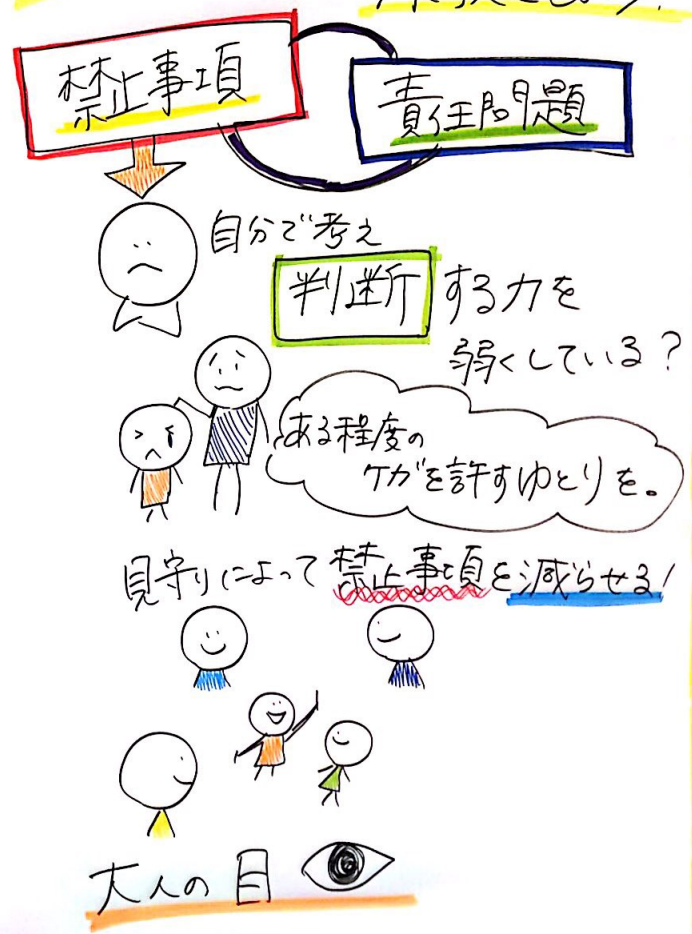 禁止事項
責任問題
自分で考え
判断する力を
弱くしている?
ある程度の
ケガを許すゆとりを。
見守りによって禁止事項を減らせる!
大人の目